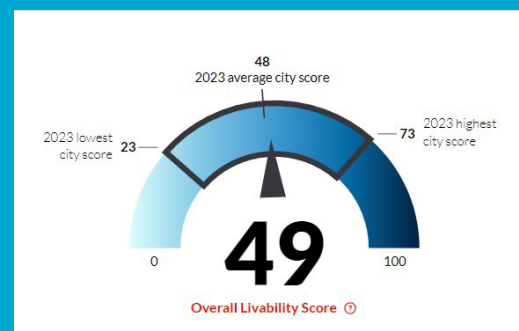 48
2023 average city score
2023 lowest
city score
23
73
2023 highest
city score
0
49
100
Overall Livability Score ?